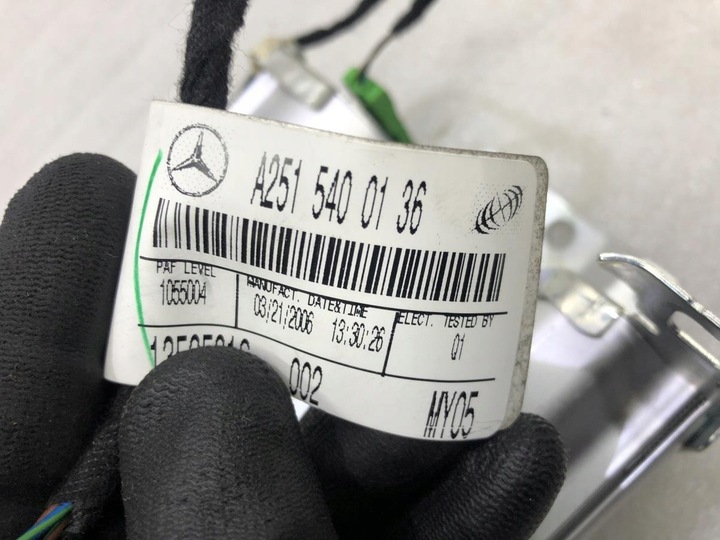 A251 540 01 36
PAF LEVEL
1055004
MANUFACT. DATE&TIME
03/21/2006 13:30:26
ELECT. TESTED BY
Q1
002
MY05